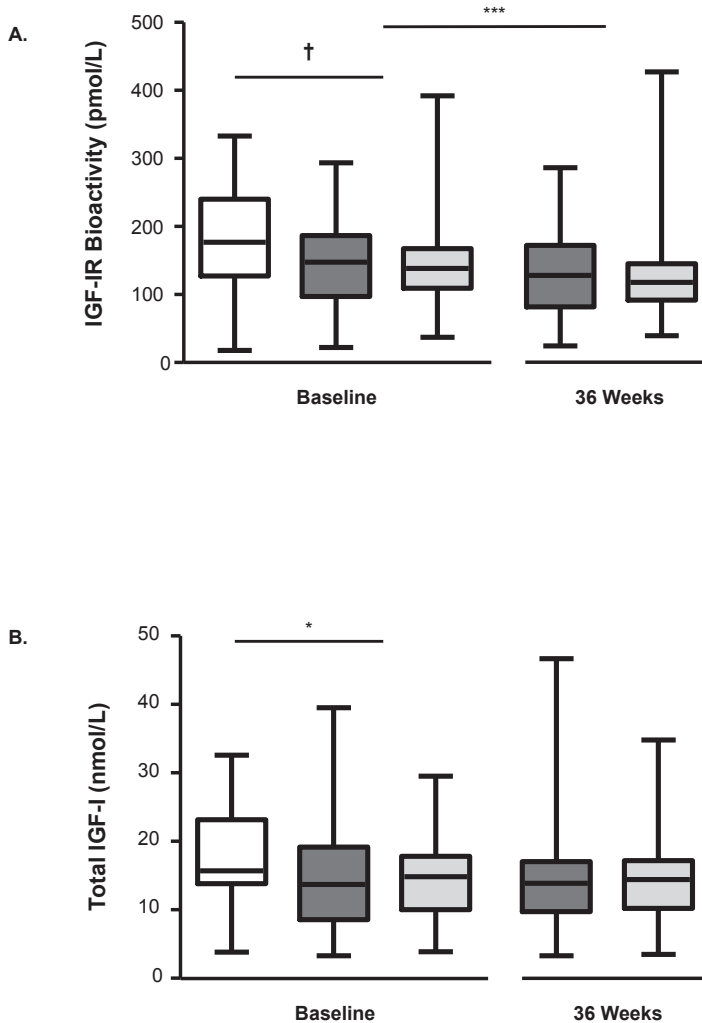 A.
IGF-IR Bioactivity (pmol/L)
500
400
300
200
100
0
†
***
Baseline
36 Weeks
B.
Total IGF-I (nmol/L)
50
40
30
20
10
0
*
Baseline
36 Weeks